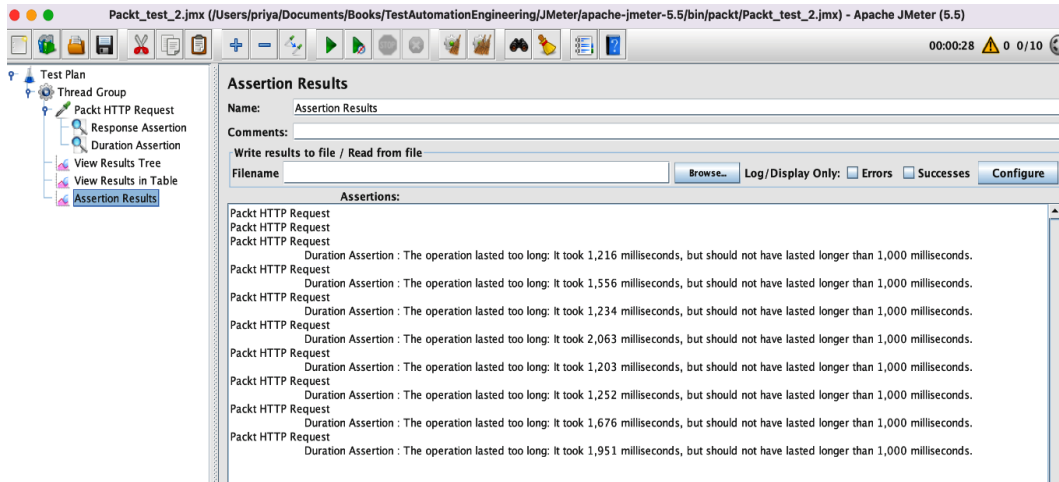 Packt_test_2.jmx (/Users/priya/Documents/Books/TestAutomationEngineering/JMeter/apache-jmeter-5.5/bin/packt/Packt_test_2.jmx) - Apache JMeter (5.5)
STOP
00:00:28 0 0/10
Test Plan
Thread Group
Packt HTTP Request
Response Assertion
Duration Assertion
View Results Tree
View Results in Table
Assertion Results
Assertion Results
Name: Assertion Results
Comments:
Write results to file / Read from file
Filename Browse... Log/Display Only: Errors Successes Configure
Assertions:
Packt HTTP Request
Packt HTTP Request
Packt HTTP Request
Duration Assertion : The operation lasted too long: It took 1,216 milliseconds, but should not have lasted longer than 1,000 milliseconds.
Packt HTTP Request
Duration Assertion : The operation lasted too long: It took 1,556 milliseconds, but should not have lasted longer than 1,000 milliseconds.
Packt HTTP Request
Duration Assertion : The operation lasted too long: It took 1,234 milliseconds, but should not have lasted longer than 1,000 milliseconds.
Packt HTTP Request
Duration Assertion : The operation lasted too long: It took 2,063 milliseconds, but should not have lasted longer than 1,000 milliseconds.
Packt HTTP Request
Duration Assertion : The operation lasted too long: It took 1,203 milliseconds, but should not have lasted longer than 1,000 milliseconds.
Packt HTTP Request
Duration Assertion : The operation lasted too long: It took 1,252 milliseconds, but should not have lasted longer than 1,000 milliseconds.
Packt HTTP Request
Duration Assertion : The operation lasted too long: It took 1,676 milliseconds, but should not have lasted longer than 1,000 milliseconds.
Packt HTTP Request
Duration Assertion : The operation lasted too long: It took 1,951 milliseconds, but should not have lasted longer than 1,000 milliseconds.